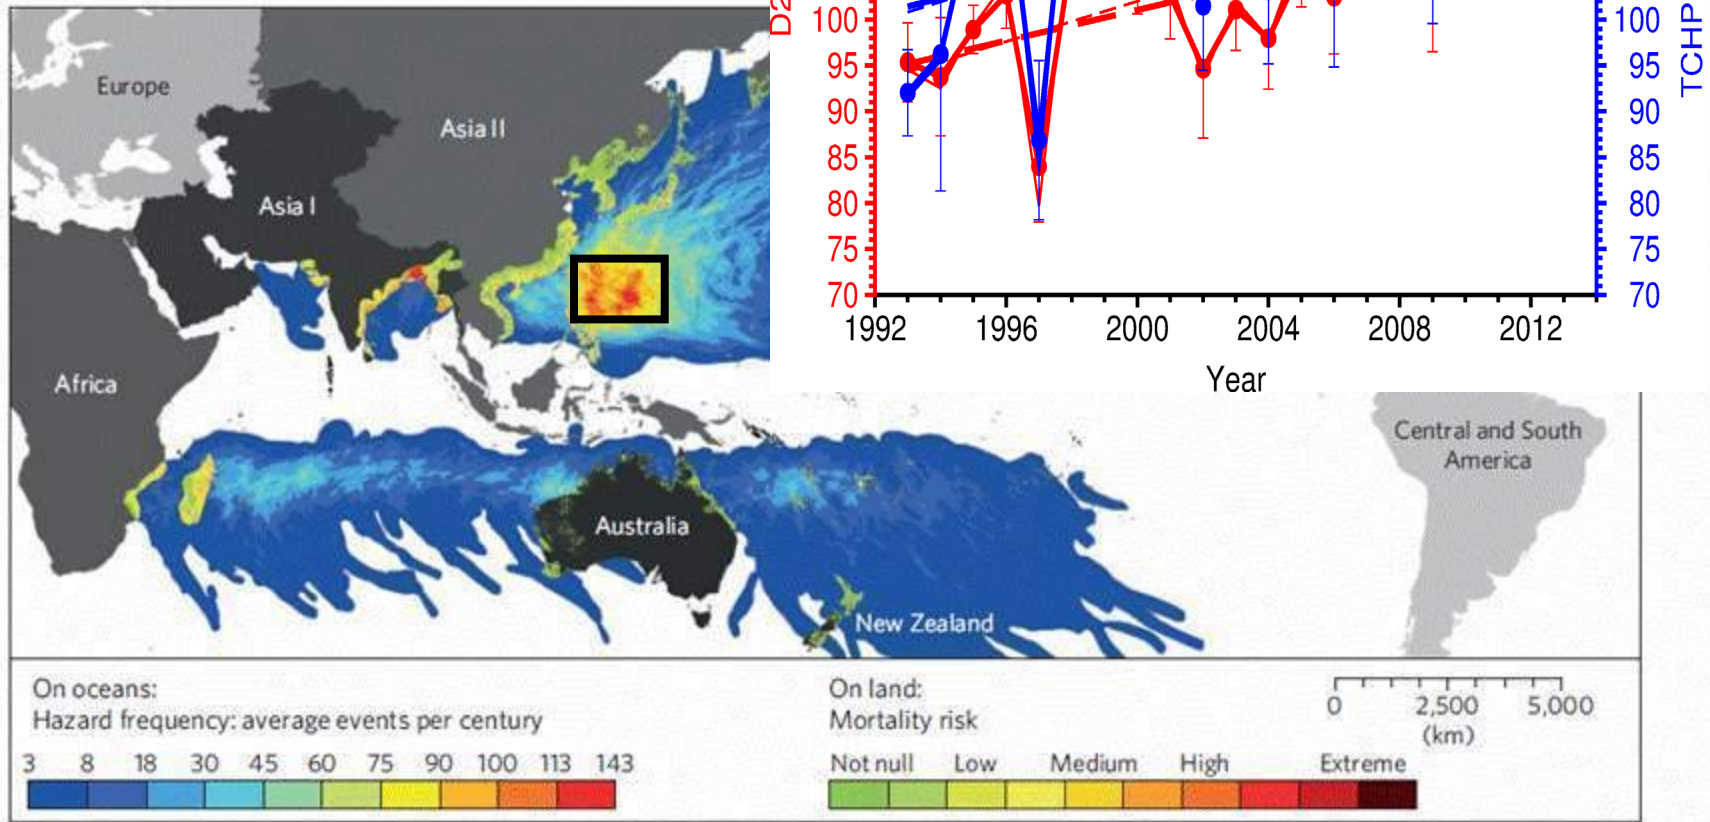 D2
TCHP
100
95
90
85
80
75
70
100
95
90
85
80
75
70
1992 1996 2000 2004 2008 2012
Year
Europe
Asia II
Asia I
Africa
Australia
New Zealand
Central and South
America
On oceans:
Hazard frequency: average events per century
3 8 18 30 45 60 75 90 100 113 143
On land:
Mortality risk
Not null Low Medium High Extreme
0 2,500 5,000
(km)